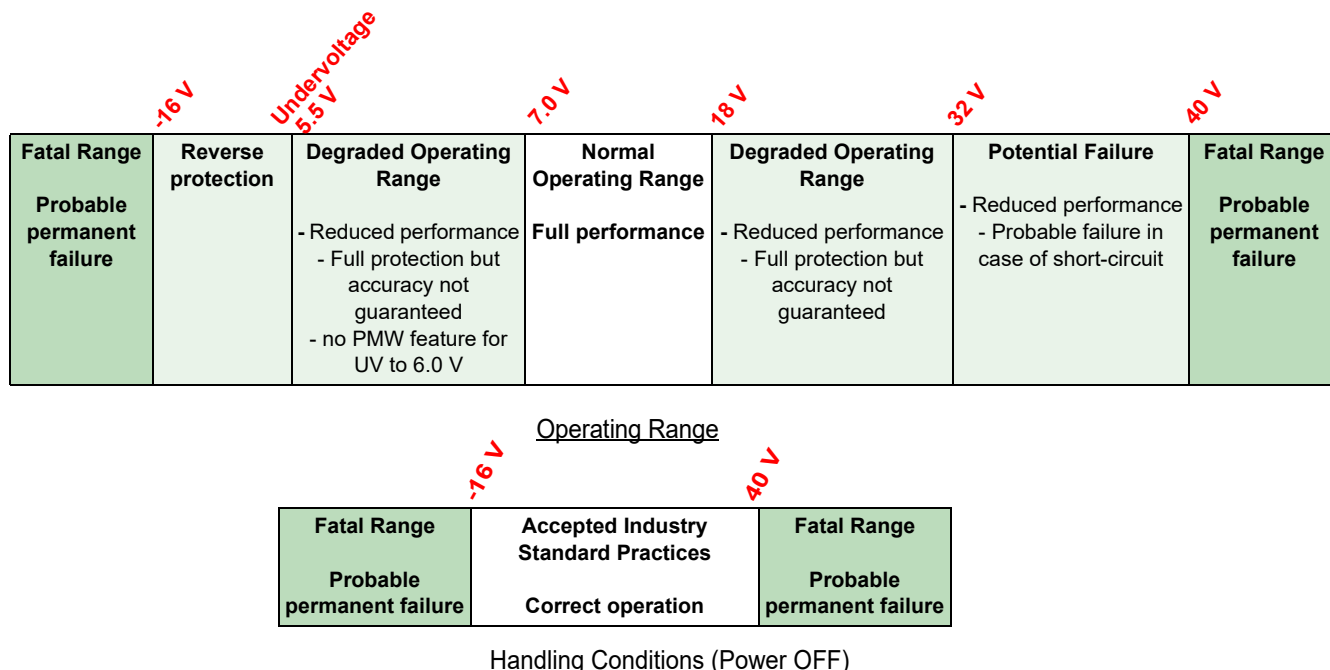 -16 V
Undervoltage
5.5 V
7.0 V
18 V
32 V
40 V
Fatal Range
Probable
permanent
failure
Reverse
protection
Degraded Operating
Range
- Reduced performance
- Full protection but
accuracy not
guaranteed
- no PMW feature for
UV to 6.0 V
Normal
Operating Range
Full performance
Degraded Operating
Range
- Reduced performance
- Full protection but
accuracy not
guaranteed
Potential Failure
- Reduced performance
- Probable failure in
case of short-circuit
Fatal Range
Probable
permanent
failure
Operating Range
-16 V
40 V
Fatal Range
Probable
permanent failure
Accepted Industry
Standard Practices
Correct operation
Fatal Range
Probable
permanent failure
Handling Conditions (Power OFF)